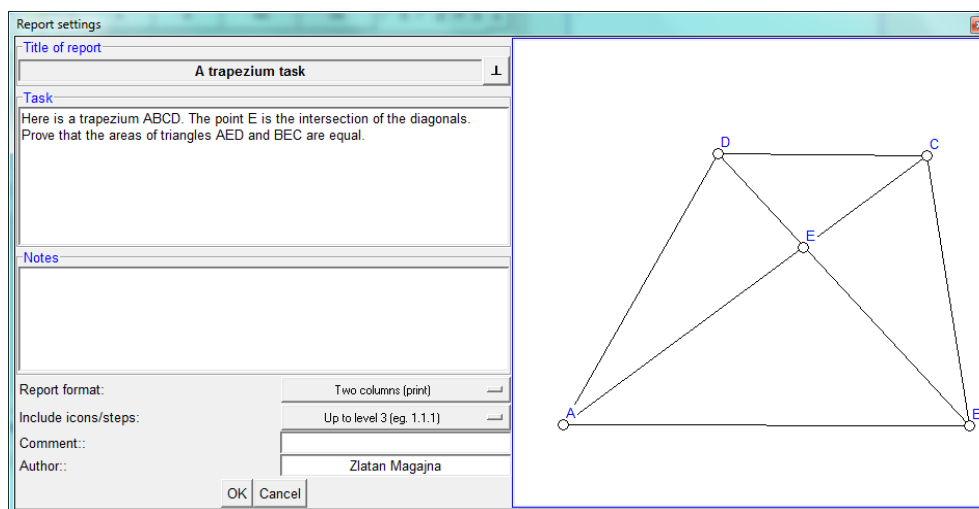 Report settings
Title of report
A trapezium task
Task
Here is a trapezium ABCD. The point E is the intersection of the diagonals.
Prove that the areas of triangles AED and BEC are equal.
Notes
Report format:
Two columns (print)
Include icons/steps:
Up to level 3 (eg. 1.1.1)
Comment::
Author::
Zlatan Magajna
OK Cancel
D
C
E
A
B